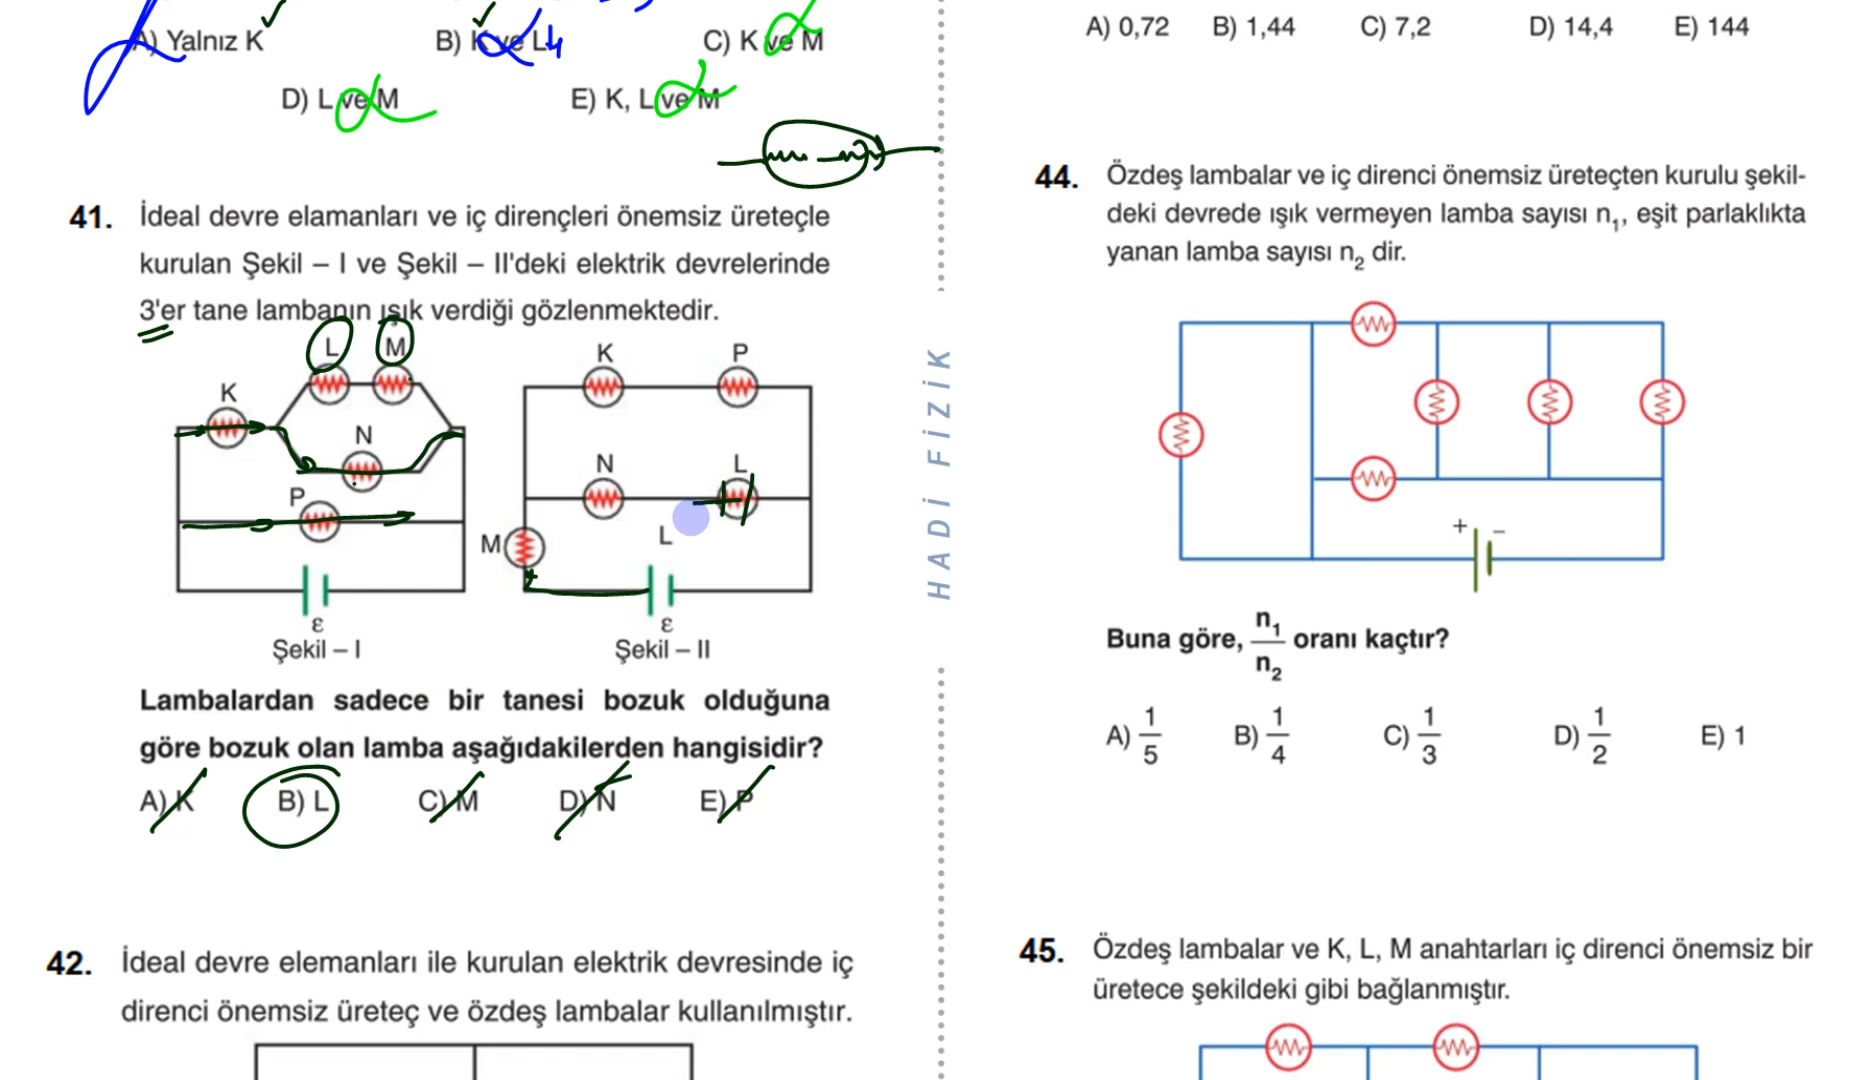 A) Yalnız K
B) K ve L
C) K ve M
D) L ve M
E) K, L ve M
41. İdeal devre elamanları ve iç dirençleri önemsiz üreteçle
kurulan Şekil – I ve Şekil – II'deki elektrik devrelerinde
3'er tane lambanın ışık verdiği gözlenmektedir.
L
M
K
N
P
ε
Şekil – I
K
P
N
L
M
L
ε
Şekil – II
Lambalardan sadece bir tanesi bozuk olduğuna
göre bozuk olan lamba aşağıdakilerden hangisidir?
A) K
B) L
C) M
D) N
E) P
42. İdeal devre elemanları ile kurulan elektrik devresinde iç
direnci önemsiz üreteç ve özdeş lambalar kullanılmıştır.
HADİ FİZİK
A) 0,72
B) 1,44
C) 7,2
D) 14,4
E) 144
44. Özdeş lambalar ve iç direnci önemsiz üreteçten kurulu şekil-
deki devrede ışık vermeyen lamba sayısı n₁, eşit parlaklıkta
yanan lamba sayısı n₂ dir.
+
−
Buna göre, n₁/n₂ oranı kaçtır?
A) 1/5
B) 1/4
C) 1/3
D) 1/2
E) 1
45. Özdeş lambalar ve K, L, M anahtarları iç direnci önemsiz bir
üretece şekildeki gibi bağlanmıştır.